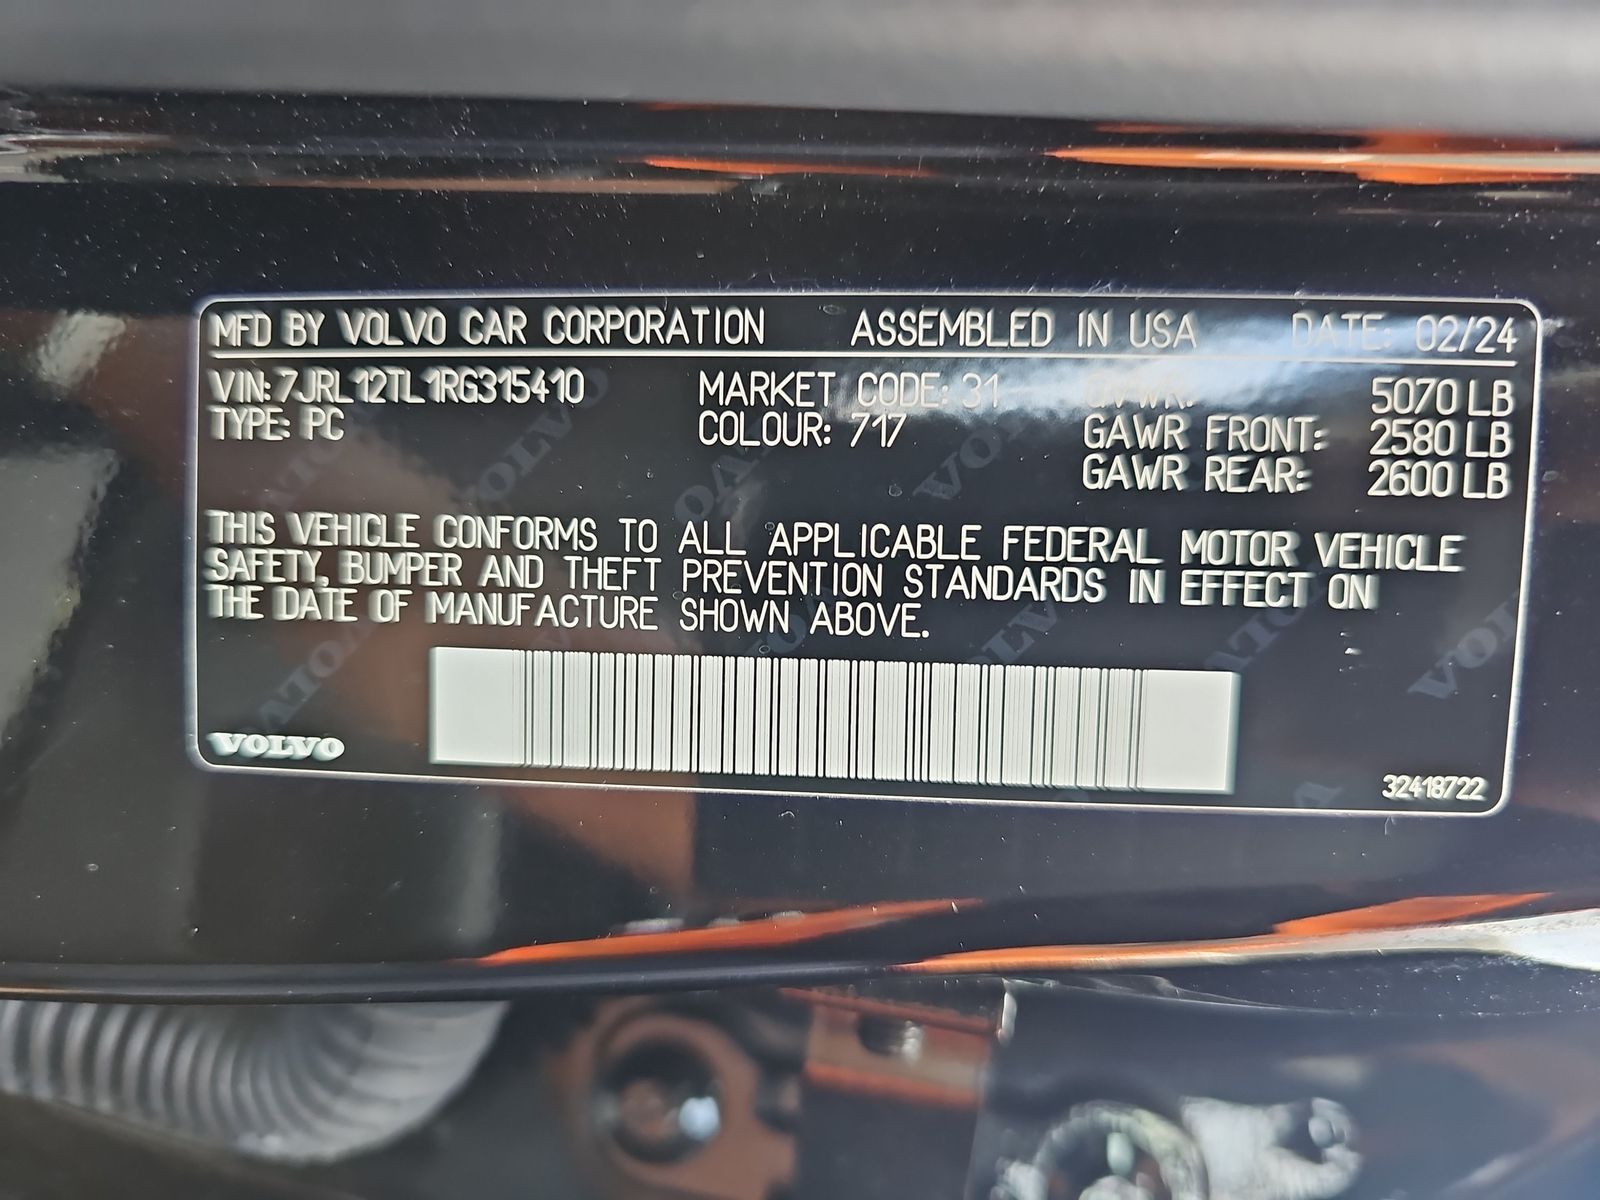 MFD BY VOLVO CAR CORPORATION ASSEMBLED IN USA DATE: 02/24
VIN: 7JRL12TL1RG315410 MARKET CODE: 31 GVWR: 5070 LB
TYPE: PC COLOUR: 717 GAWR FRONT: 2580 LB
GAWR REAR: 2600 LB
THIS VEHICLE CONFORMS TO ALL APPLICABLE FEDERAL MOTOR VEHICLE
SAFETY, BUMPER AND THEFT PREVENTION STANDARDS IN EFFECT ON
THE DATE OF MANUFACTURE SHOWN ABOVE.
VOLVO
32418722